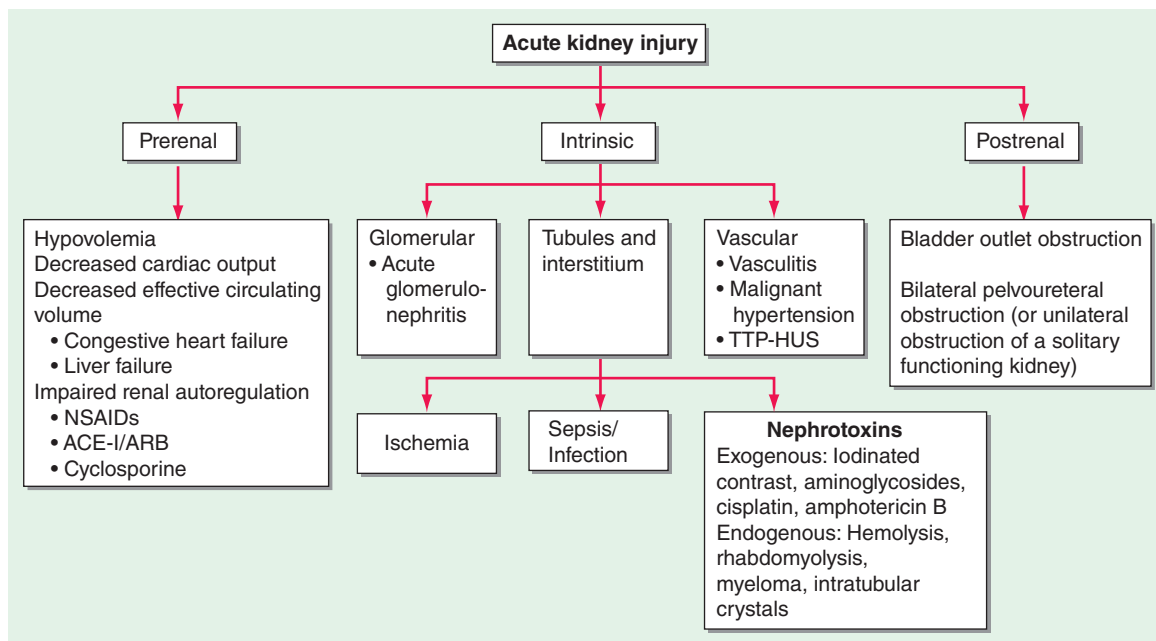 Acute kidney injury
Prerenal
Intrinsic
Postrenal
Hypovolemia
Decreased cardiac output
Decreased effective circulating
volume
• Congestive heart failure
• Liver failure
Impaired renal autoregulation
• NSAIDs
• ACE-I/ARB
• Cyclosporine
Glomerular
• Acute
glomerulo-
nephritis
Tubules and
interstitium
Vascular
• Vasculitis
• Malignant
hypertension
• TTP-HUS
Bladder outlet obstruction
Bilateral pelvoureteral
obstruction (or unilateral
obstruction of a solitary
functioning kidney)
Ischemia
Sepsis/
Infection
Nephrotoxins
Exogenous: Iodinated
contrast, aminoglycosides,
cisplatin, amphotericin B
Endogenous: Hemolysis,
rhabdomyolysis,
myeloma, intratubular
crystals